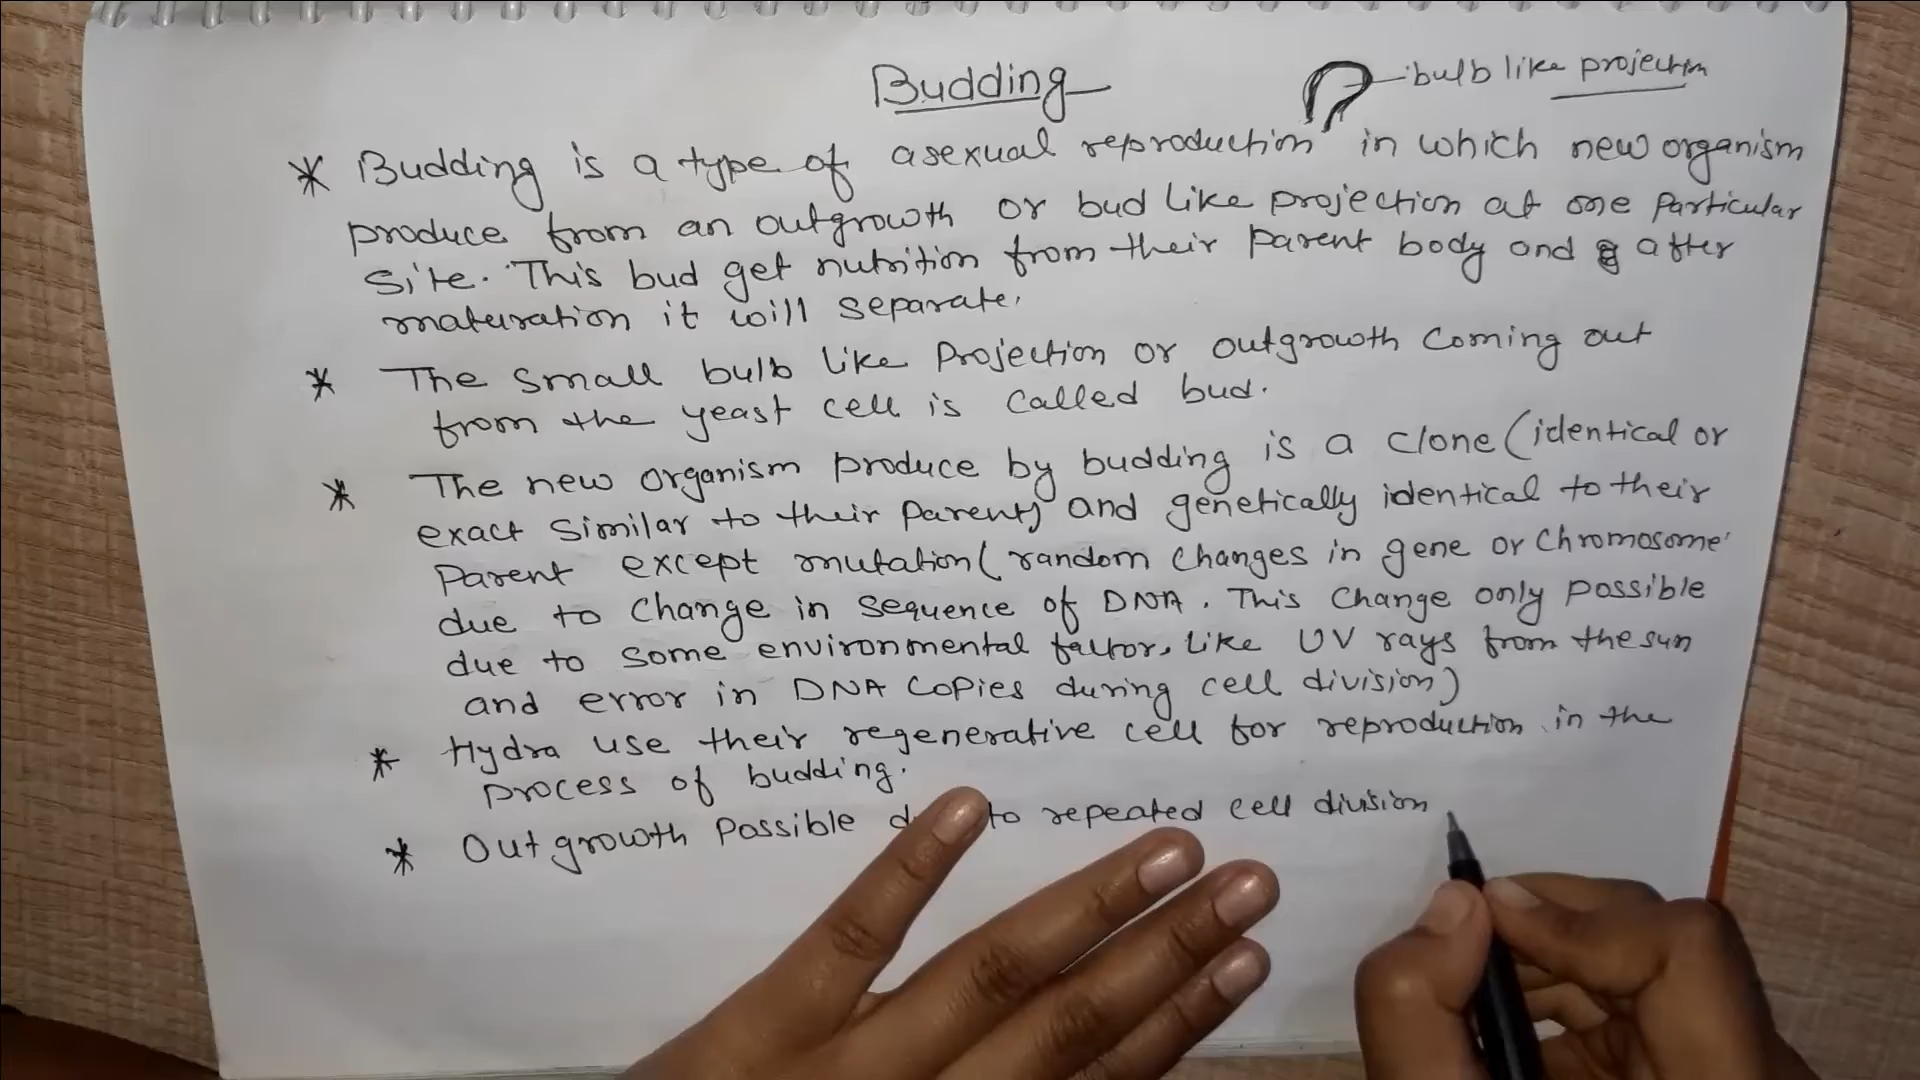 Budding
bulb like projection
* Budding is a type of asexual reproduction in which new organism
produce from an outgrowth or bud like projection at one particular
site. This bud get nutrition from their parent body and after
maturation it will separate.
* The small bulb like projection or outgrowth coming out
from the yeast cell is called bud.
* The new organism produce by budding is a clone (identical or
exact similar to their parent) and genetically identical to their
parent except mutation (random changes in gene or chromosome
due to change in sequence of DNA. This change only possible
due to some environmental factor, like UV rays from the sun
and error in DNA copies during cell division)
* Hydra use their regenerative cell for reproduction in the
process of budding.
* Outgrowth possible to repeated cell division